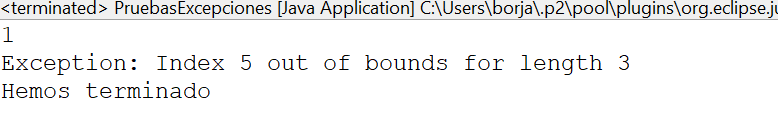 <terminated> PruebasExcepciones [Java Application] C:\Users\borja\.p2\pool\plugins\org.eclipse.ju
1
Exception: Index 5 out of bounds for length 3
Hemos terminado